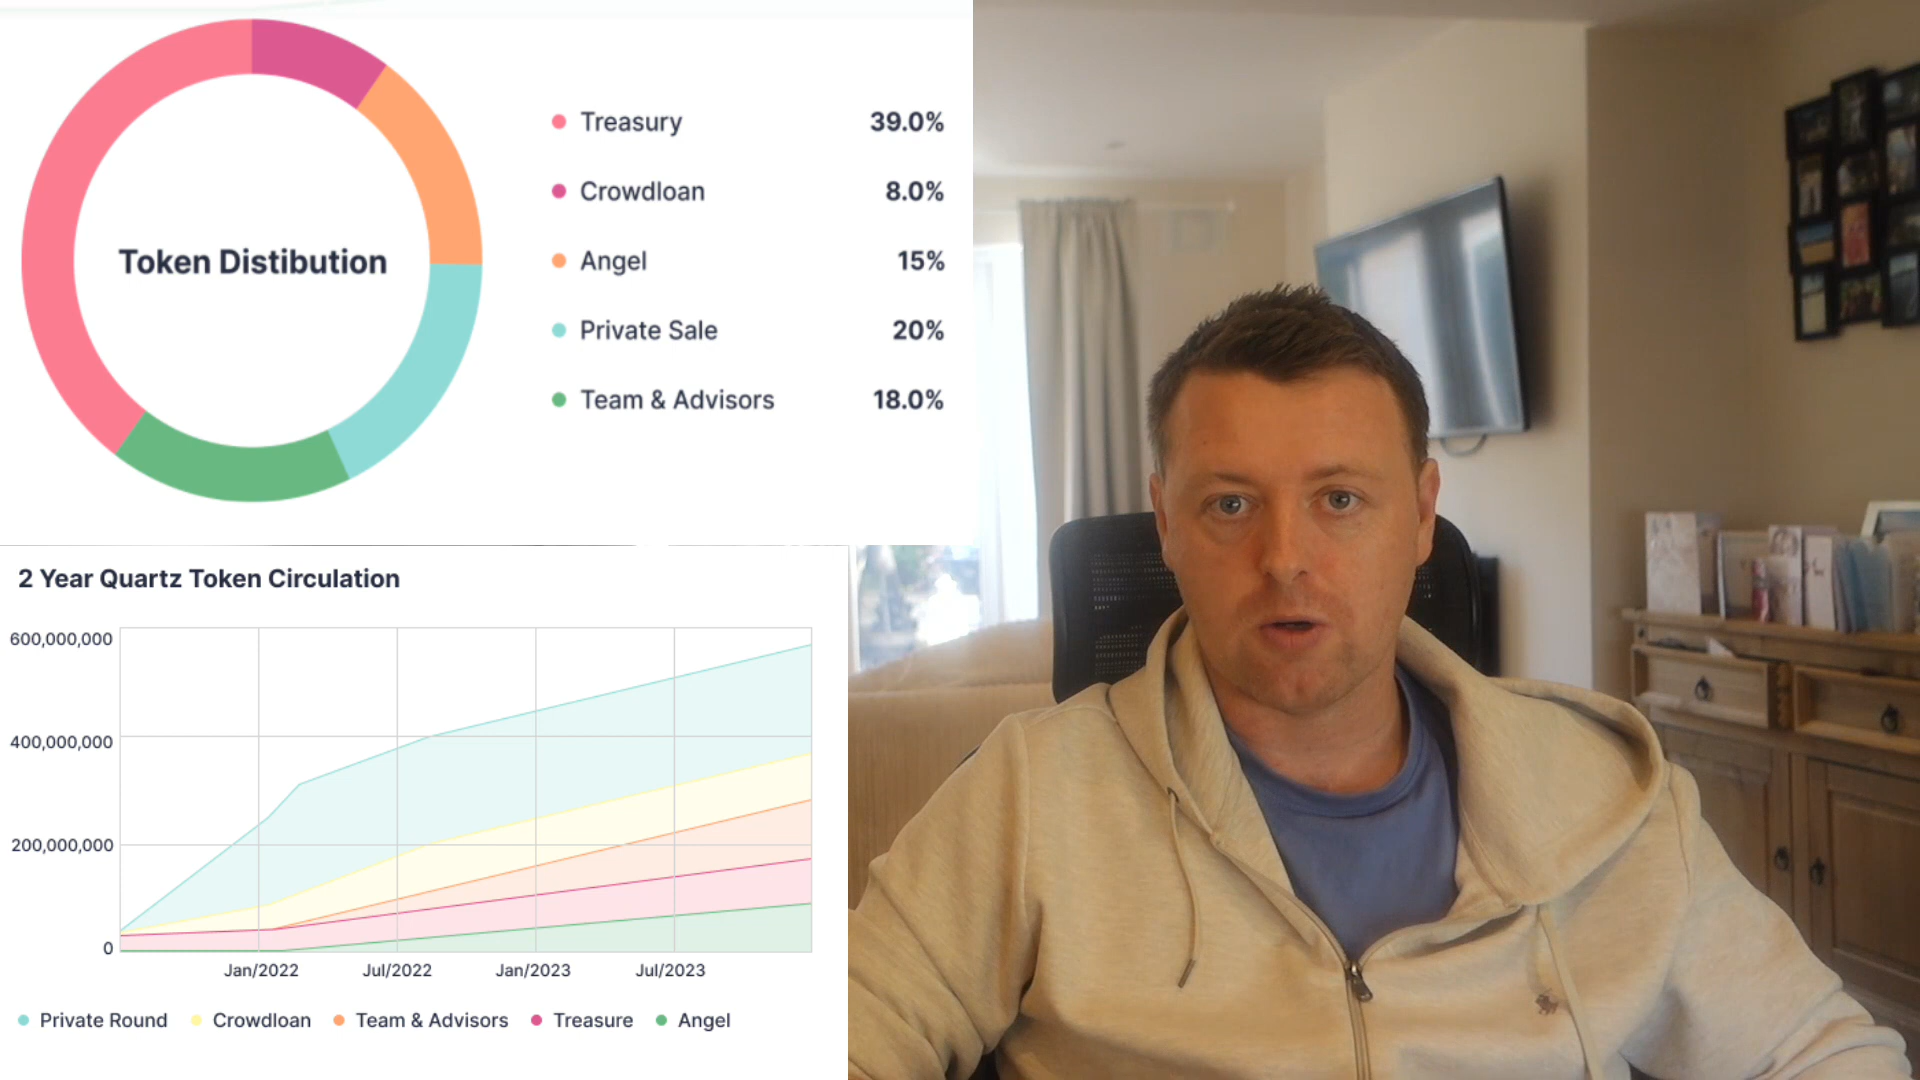 Token Distibution
Treasury 39.0%
Crowdloan 8.0%
Angel 15%
Private Sale 20%
Team & Advisors 18.0%
2 Year Quartz Token Circulation
600,000,000
400,000,000
200,000,000
0
Jan/2022 Jul/2022 Jan/2023 Jul/2023
Private Round Crowdloan Team & Advisors Treasure Angel